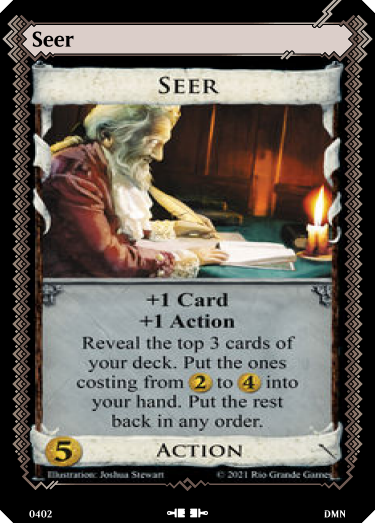 Seer
SEER
+1 Card
+1 Action
Reveal the top 3 cards of
your deck. Put the ones
costing from 2 to 4 into
your hand. Put the rest
back in any order.
5 ACTION
Illustration: Joshua Stewart © 2021 Rio Grande Games
0402 DMN